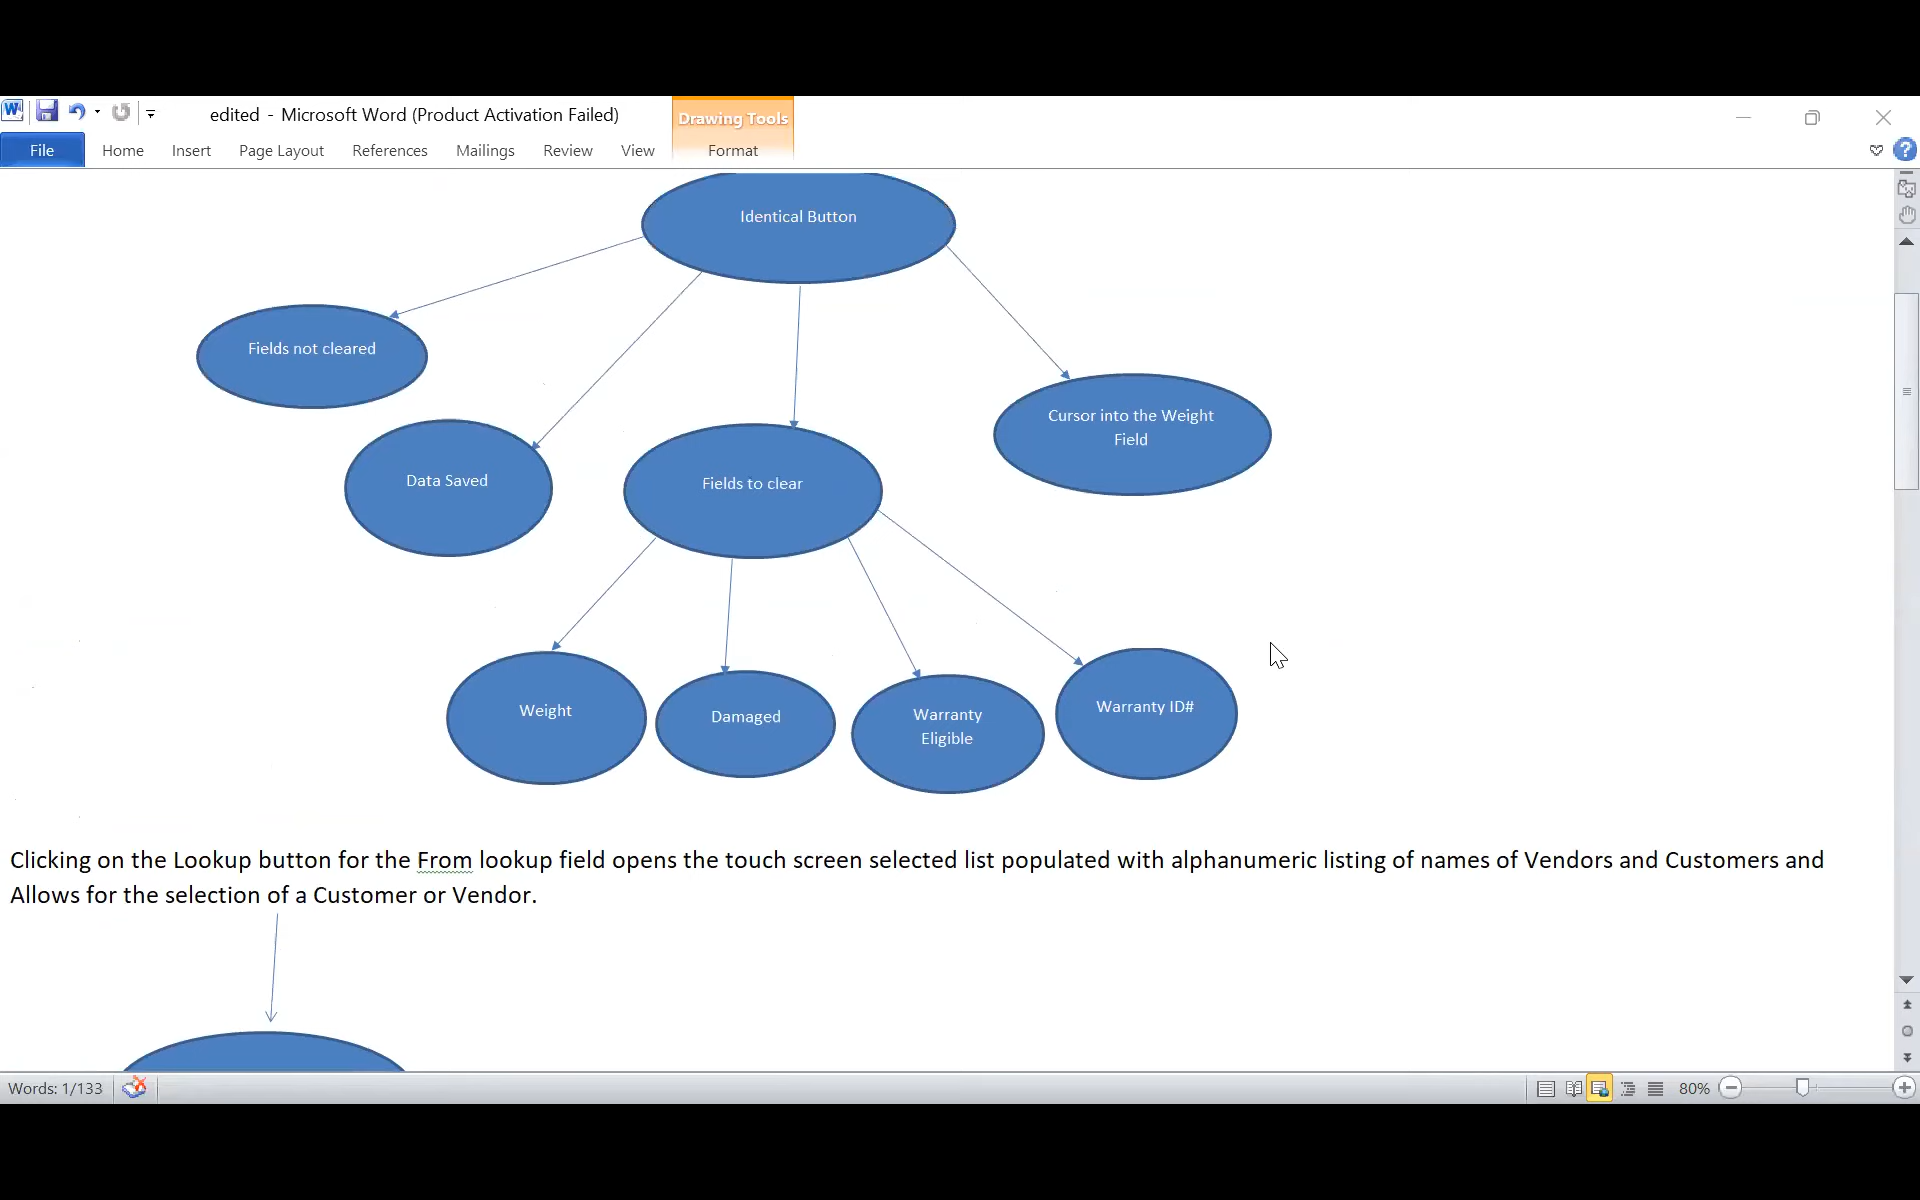 edited - Microsoft Word (Product Activation Failed)
Drawing Tools
File
Home
Insert
Page Layout
References
Mailings
Review
View
Format
Identical Button
Fields not cleared
Cursor into the Weight
Field
Data Saved
Fields to clear
Weight
Damaged
Warranty
Eligible
Warranty ID#
Clicking on the Lookup button for the From lookup field opens the touch screen selected list populated with alphanumeric listing of names of Vendors and Customers and
Allows for the selection of a Customer or Vendor.
Words: 1/133
80%